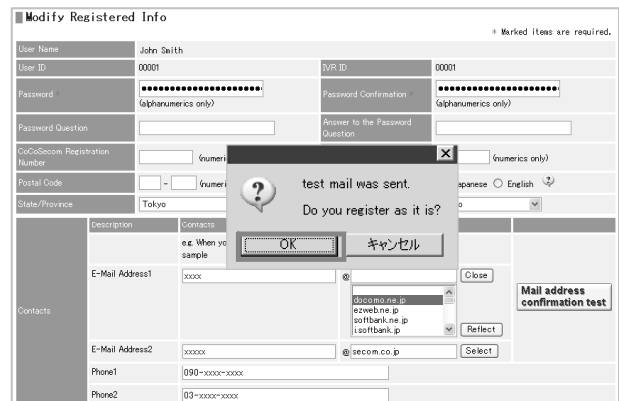 Modify Registered Info
* Marked items are required.
User Name John Smith
User ID 00001 IVR ID 00001
Password * Password Confirmation *
(alphanumerics only) (alphanumerics only)
Password Question Answer to the Password Question
CoCoSecom Registration Number (numeri numerics only)
Postal Code - (numeri apanese English
State/Province Tokyo o
test mail was sent.
Do you register as it is?
OK キャンセル
Description Contacts
e.g. When yo
sample
Contacts
E-Mail Address1 xxxx @ Close
docomo.ne.jp
ezweb.ne.jp
softbank.ne.jp
i.softbank.jp Reflect
Mail address
confirmation test
E-Mail Address2 xxxxx @ secom.co.jp Select
Phone1 090-xxxx-xxxx
Phone2 03-xxxx-xxxx